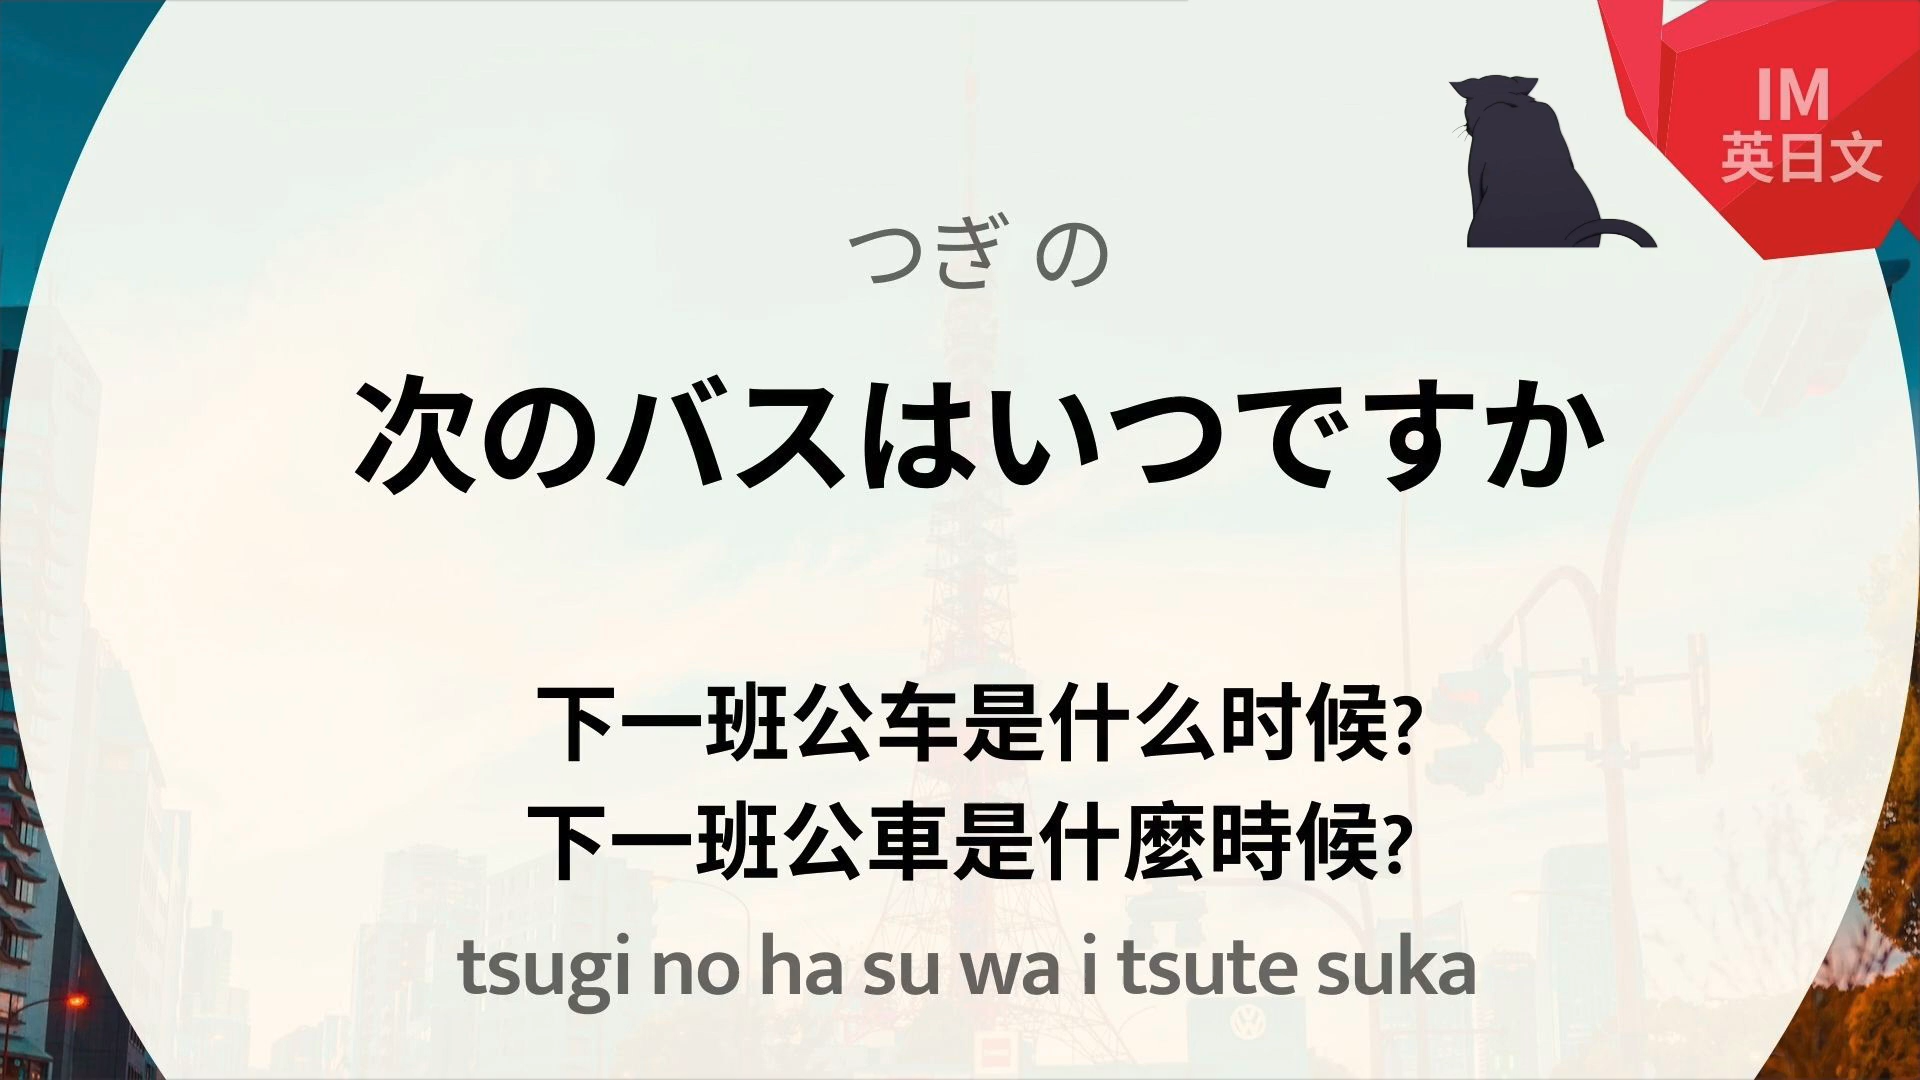 IM
英日文
つぎ の
次のバスはいつですか
下一班公车是什么时候?
下一班公車是什麼時候?
tsugi no ha su wa i tsute suka